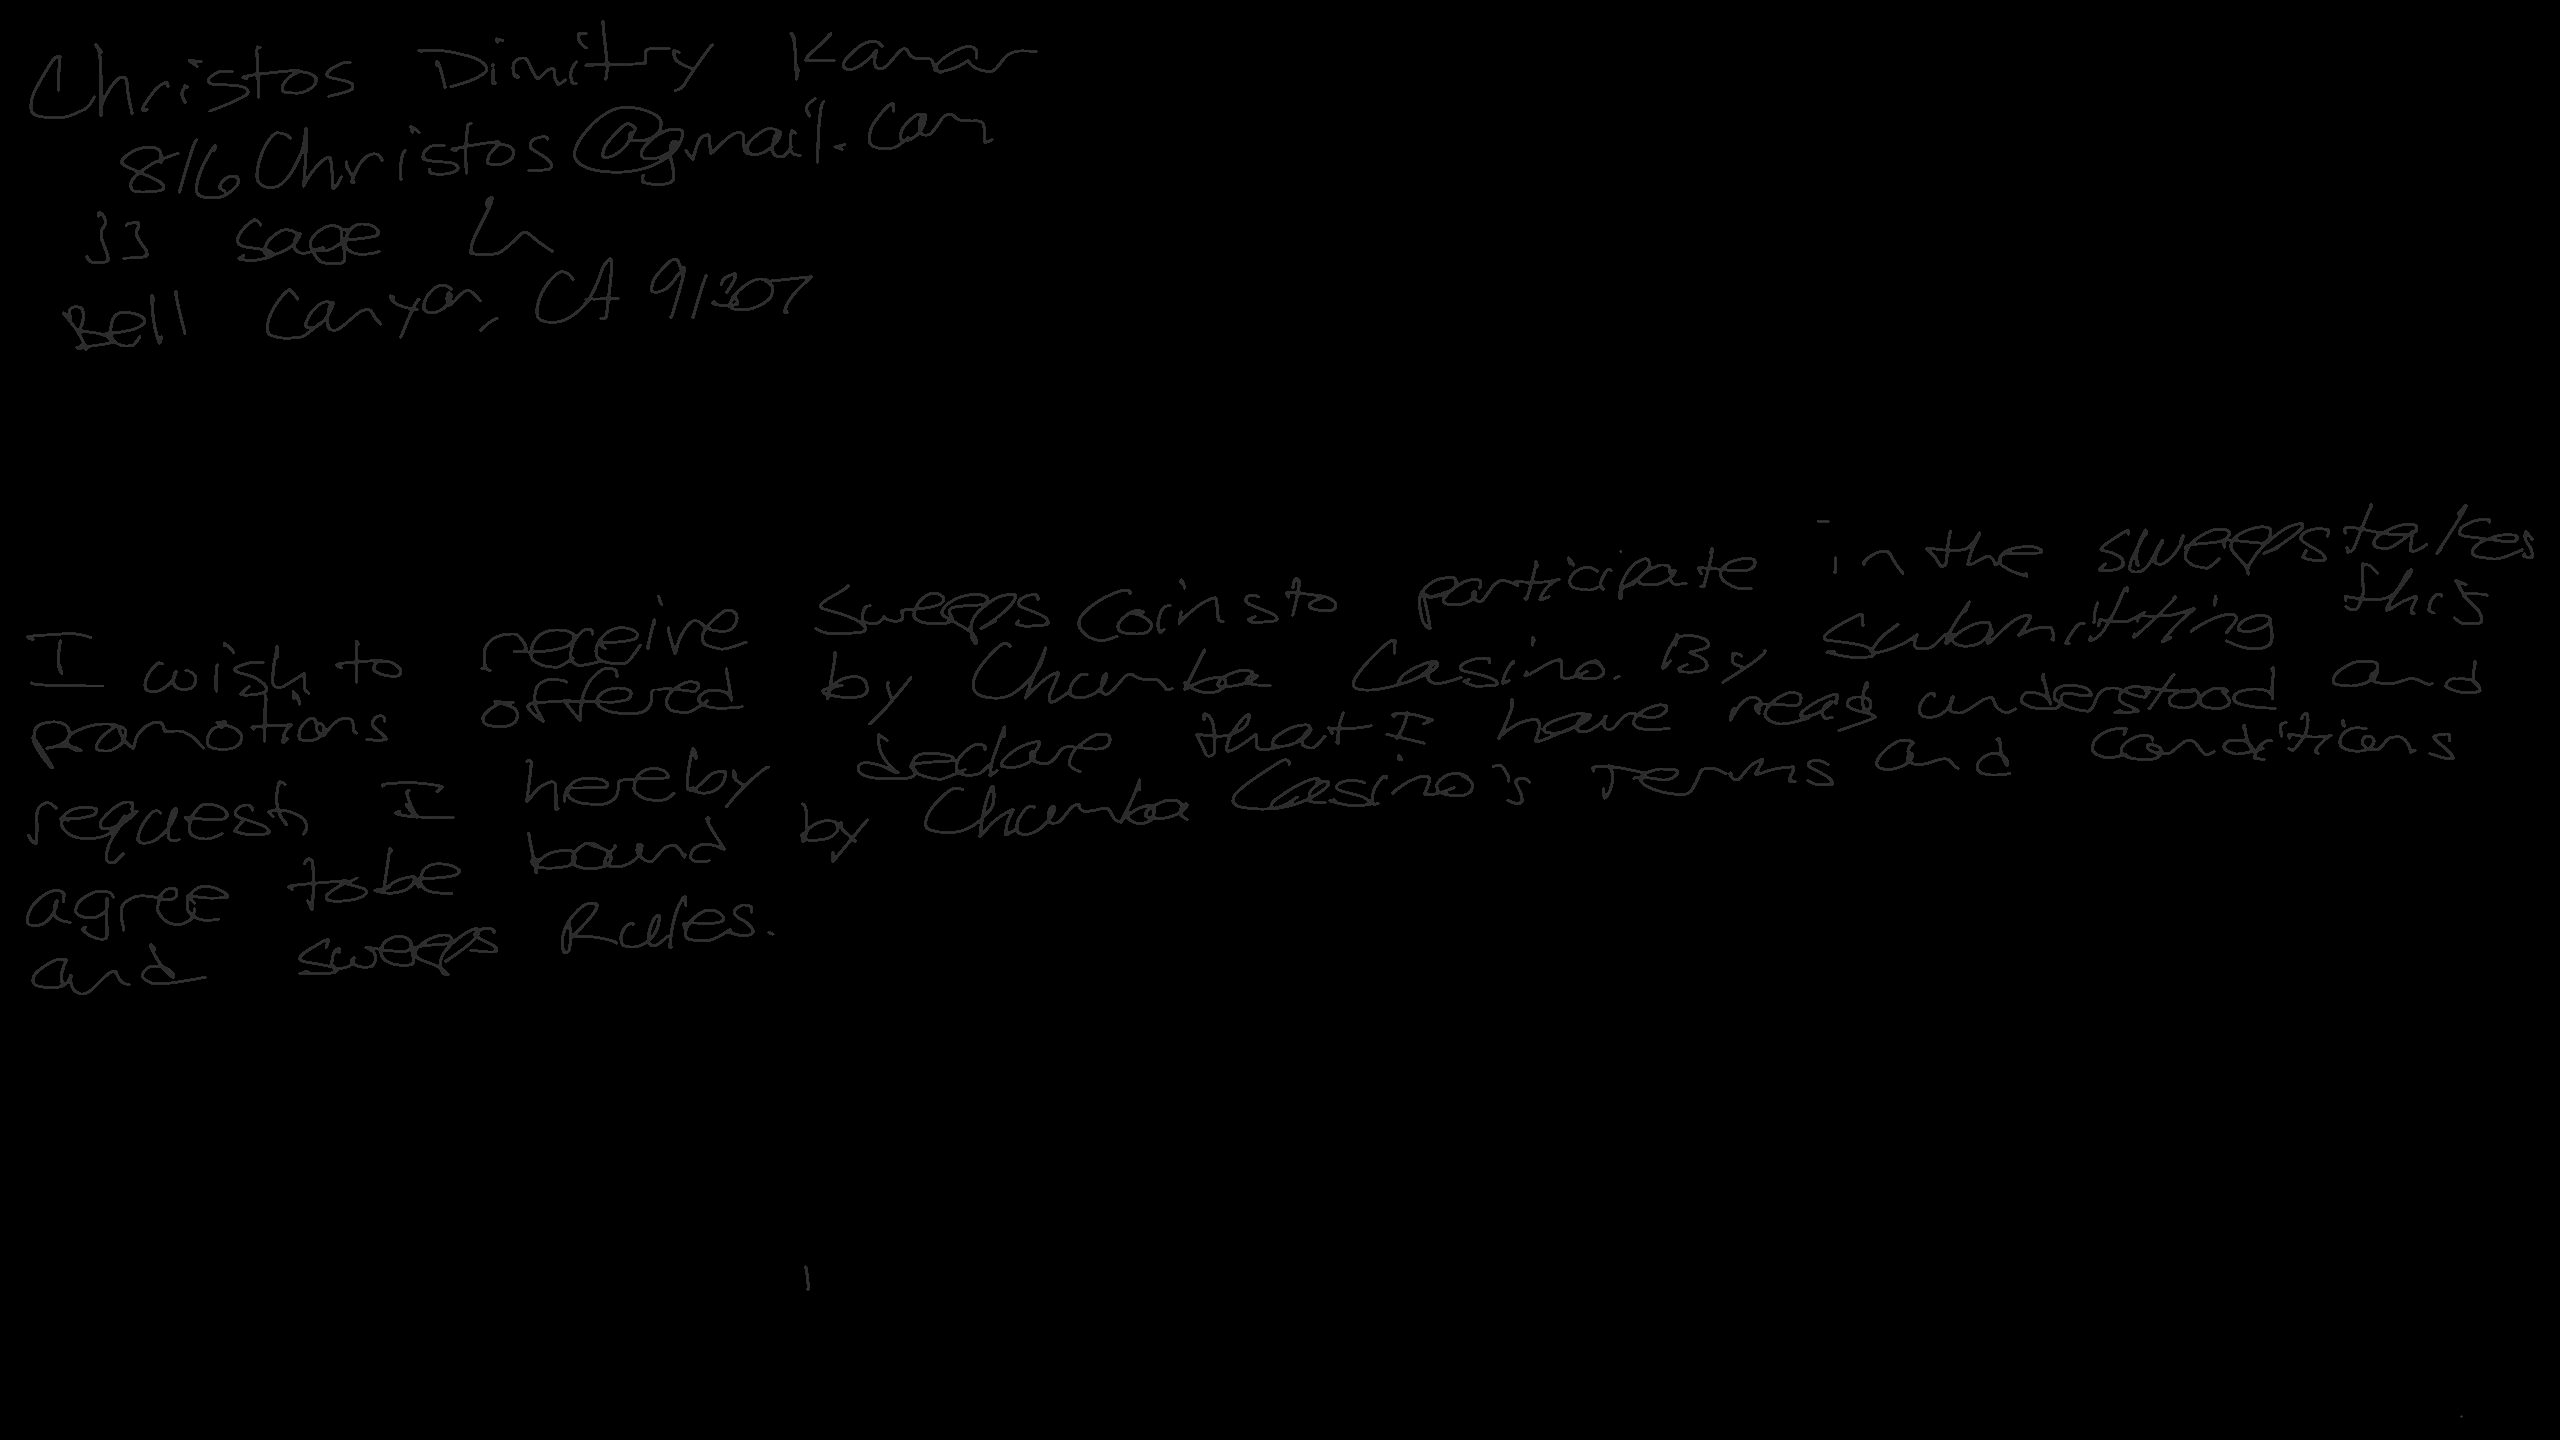 Christos Dimitry Kanar
816Christos@gmail.com
33 sage Ln
Bell Canyon, CA 91307
I wish to receive sweeps coins to participate in the sweepstakes
promotions offered by Chumba Casino. By submitting this
request, I hereby declare that I have read understood and
agree to be bound by Chumba Casino's Terms and conditions
and sweeps Rules.